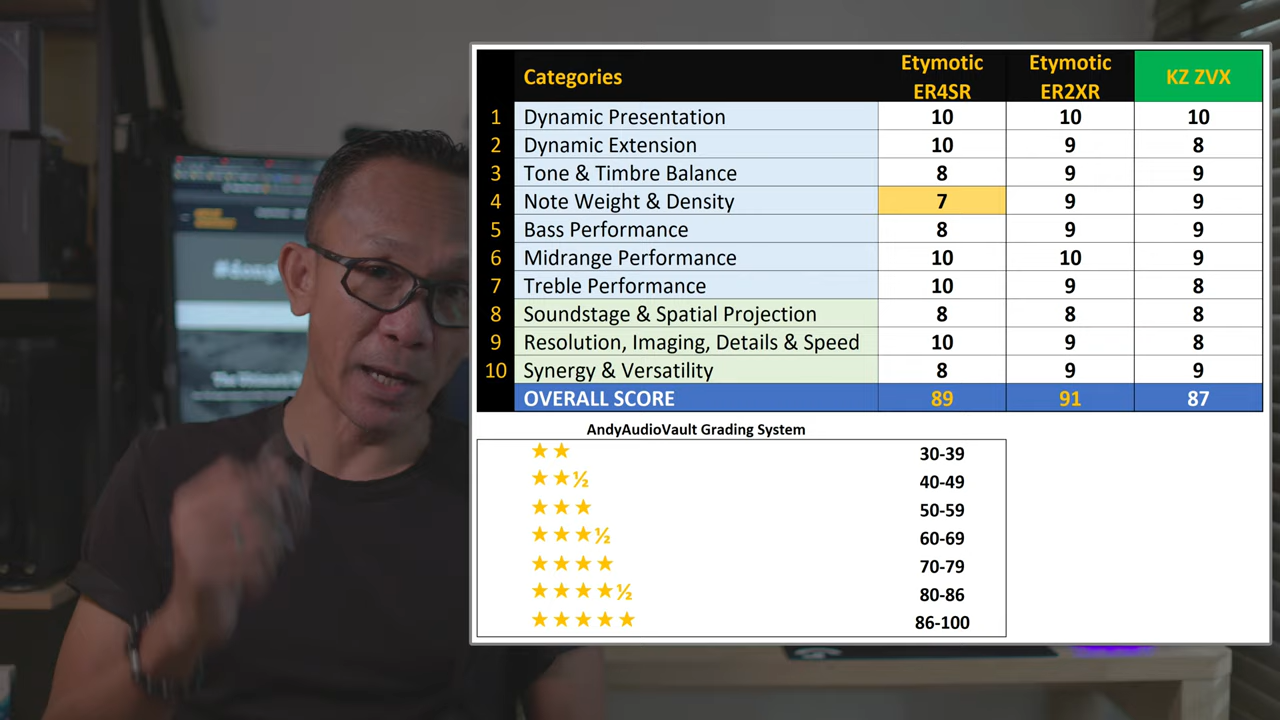 Categories Etymotic ER4SR Etymotic ER2XR KZ ZVX
1 Dynamic Presentation 10 10 10
2 Dynamic Extension 10 9 8
3 Tone & Timbre Balance 8 9 9
4 Note Weight & Density 7 9 9
5 Bass Performance 8 9 9
6 Midrange Performance 10 10 9
7 Treble Performance 10 9 8
8 Soundstage & Spatial Projection 8 8 8
9 Resolution, Imaging, Details & Speed 10 9 8
10 Synergy & Versatility 8 9 9
OVERALL SCORE 89 91 87
AndyAudioVault Grading System
★★ 30-39
★★½ 40-49
★★★ 50-59
★★★½ 60-69
★★★★ 70-79
★★★★½ 80-86
★★★★★ 86-100